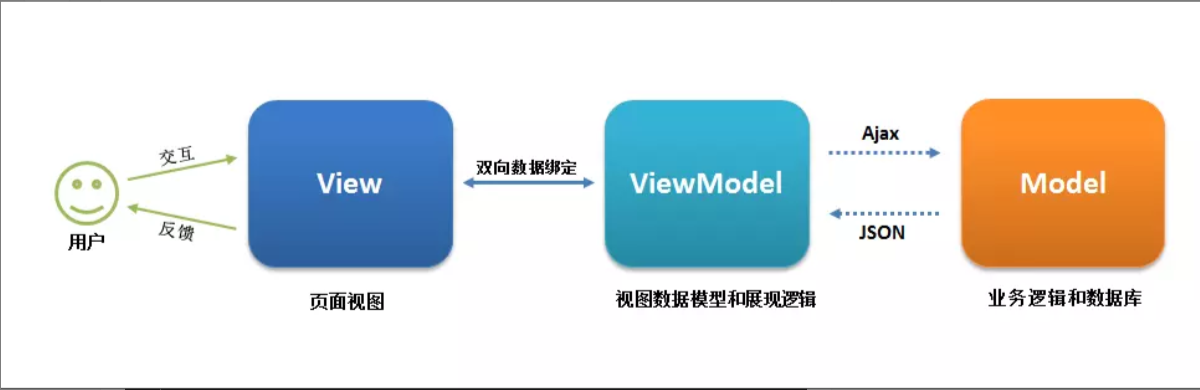 交互
反馈
用户
View
页面视图
双向数据绑定
ViewModel
视图数据模型和展现逻辑
Ajax
JSON
Model
业务逻辑和数据库